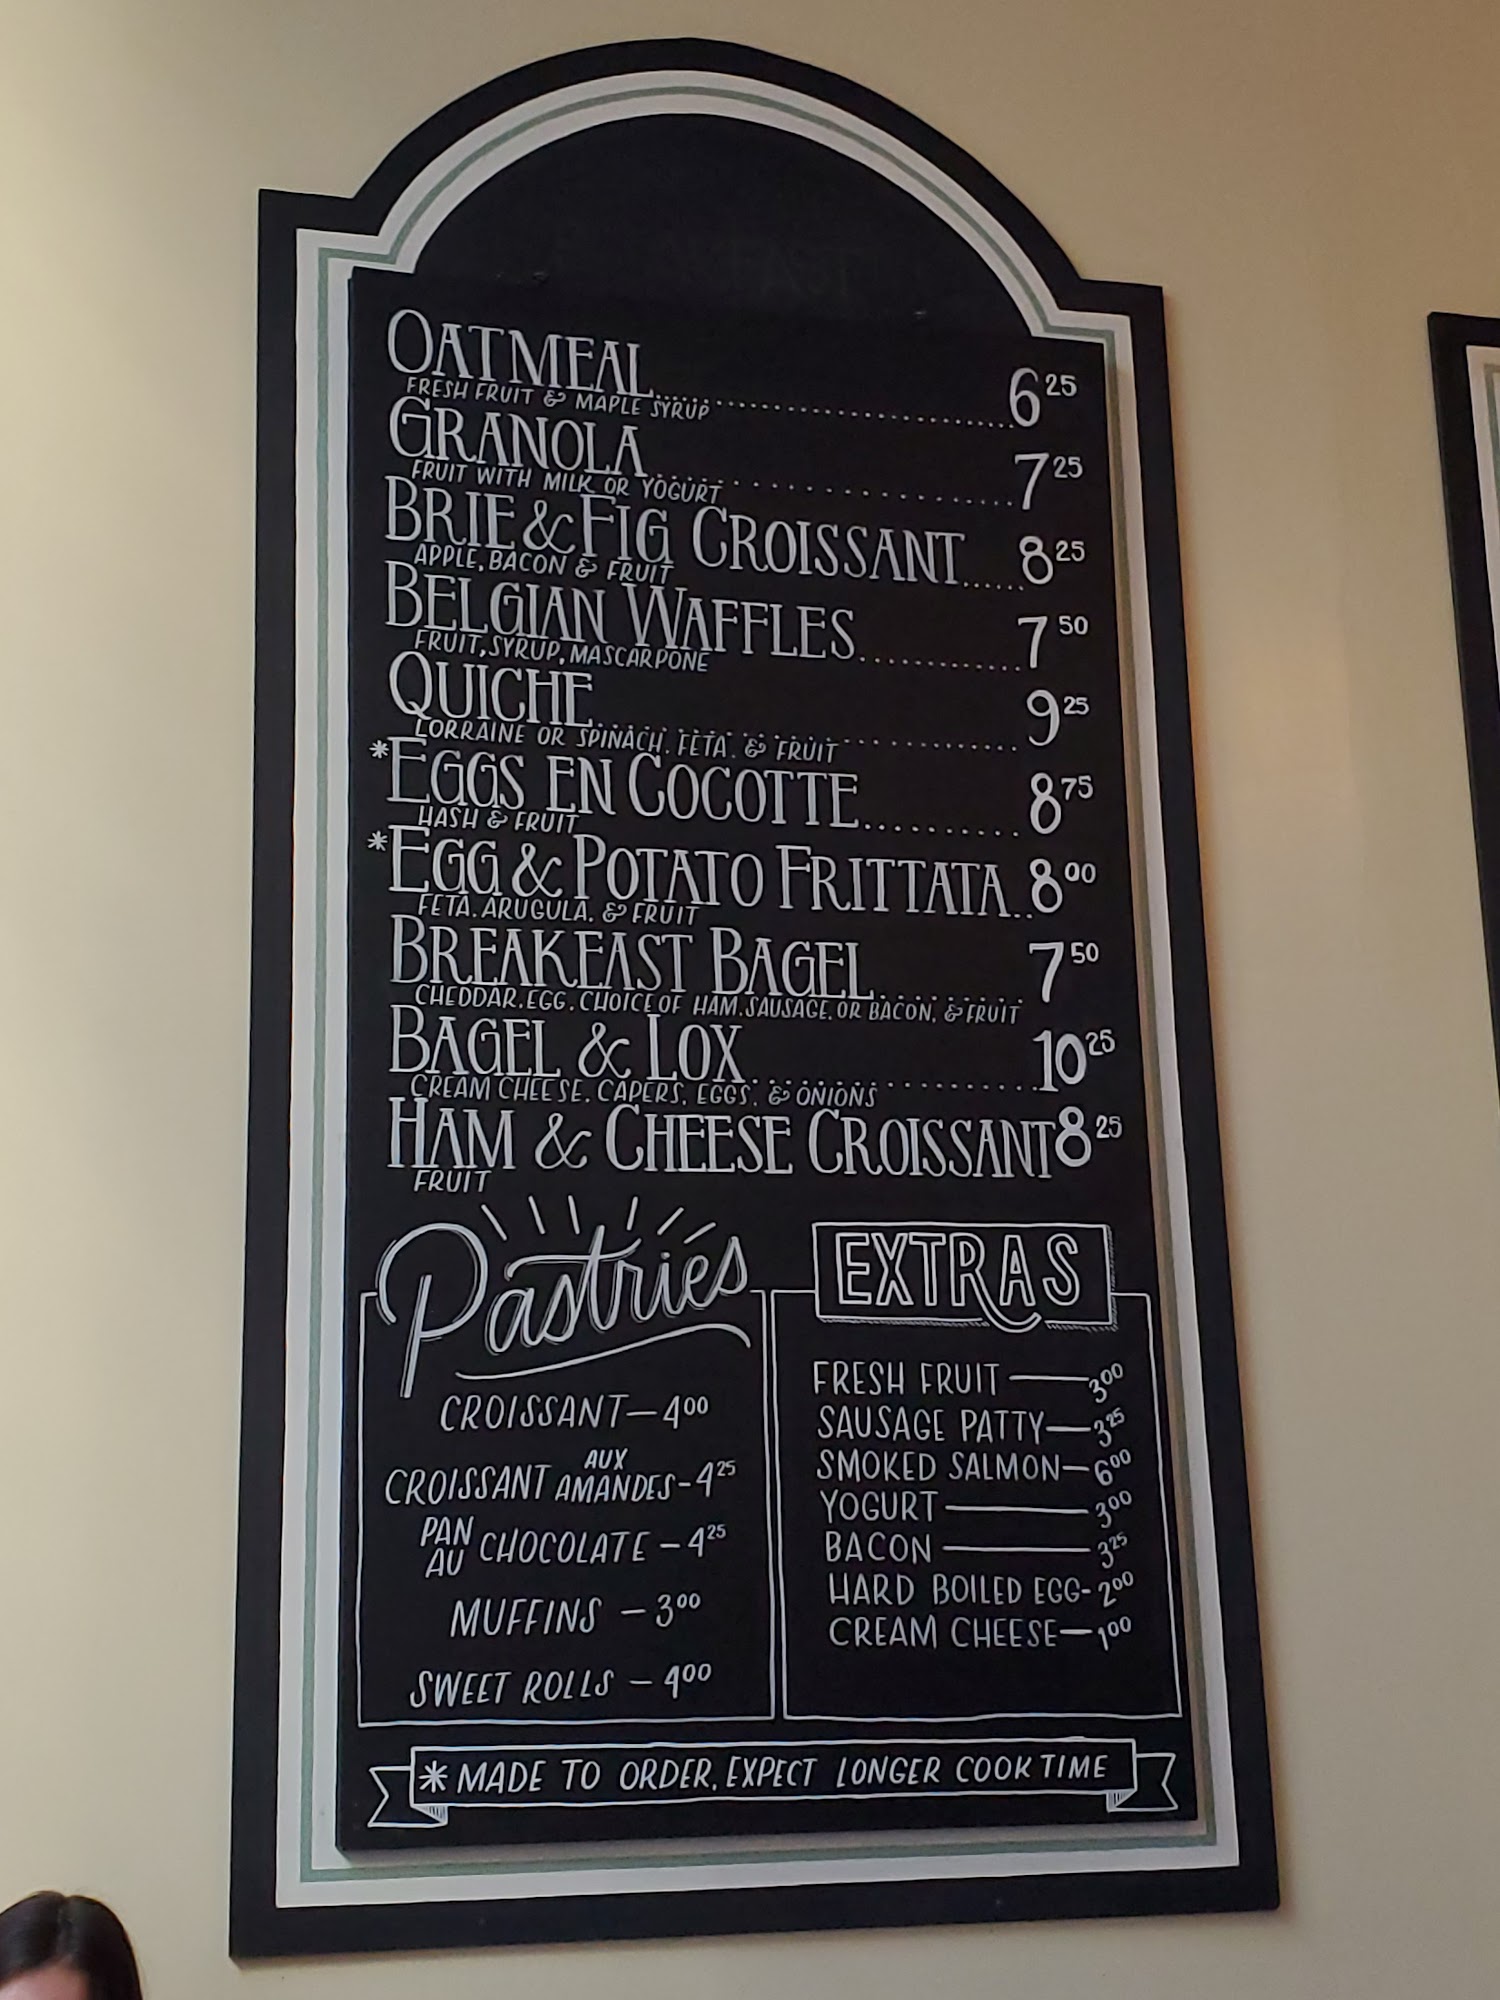 OATMEAL 6.25
FRESH FRUIT & MAPLE SYRUP
GRANOLA 7.25
FRUIT WITH MILK OR YOGURT
BRIE & FIG CROISSANT 8.25
APPLE, BACON & FRUIT
BELGIAN WAFFLES 7.50
FRUIT, SYRUP, MASCARPONE
QUICHE 9.25
LORRAINE OR SPINACH, FETA, & FRUIT
*EGGS EN COCOTTE 8.75
HASH & FRUIT
*EGG & POTATO FRITTATA 8.00
FETA, ARUGULA, & FRUIT
BREAKFAST BAGEL 7.50
CHEDDAR, EGG, CHOICE OF HAM, SAUSAGE, OR BACON, & FRUIT
BAGEL & LOX 10.25
CREAM CHEESE, CAPERS, EGGS, & ONIONS
HAM & CHEESE CROISSANT 8.25
FRUIT
Pastries
CROISSANT — 4.00
CROISSANT AUX AMANDES - 4.25
PAN AU CHOCOLATE - 4.25
MUFFINS - 3.00
SWEET ROLLS - 4.00
EXTRAS
FRESH FRUIT — 3.00
SAUSAGE PATTY — 3.25
SMOKED SALMON — 6.00
YOGURT — 3.00
BACON — 3.25
HARD BOILED EGG - 2.00
CREAM CHEESE — 1.00
*MADE TO ORDER, EXPECT LONGER COOK TIME